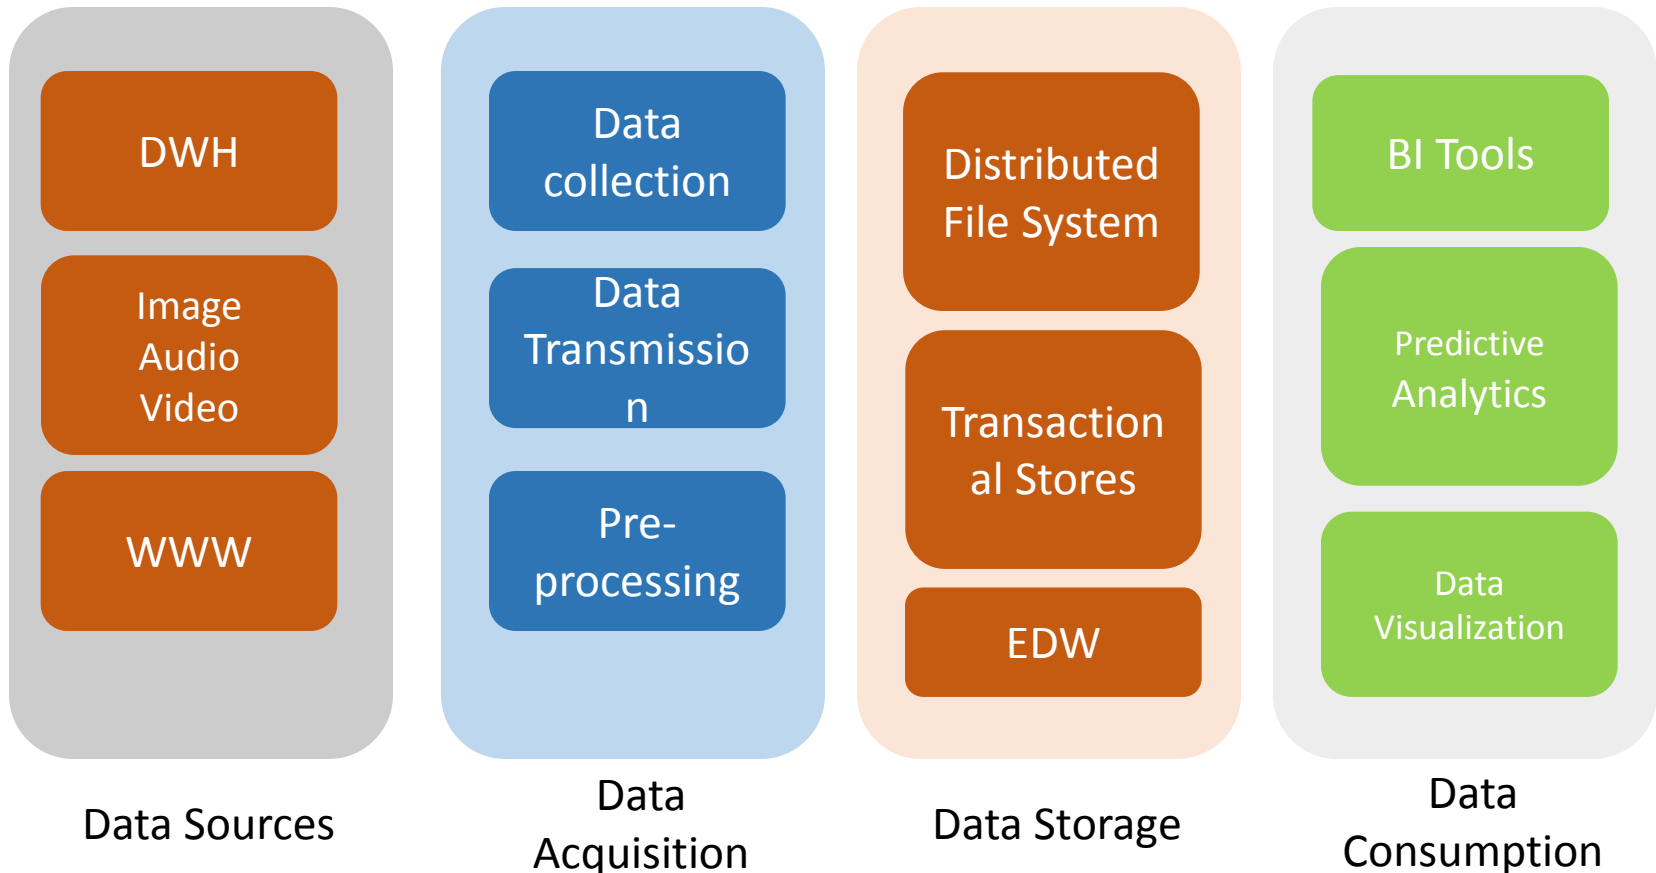 DWH
Image
Audio
Video
WWW
Data Sources
Data
collection
Data
Transmissio
n
Pre-
processing
Data
Acquisition
Distributed
File System
Transaction
al Stores
EDW
Data Storage
BI Tools
Predictive
Analytics
Data
Visualization
Data
Consumption